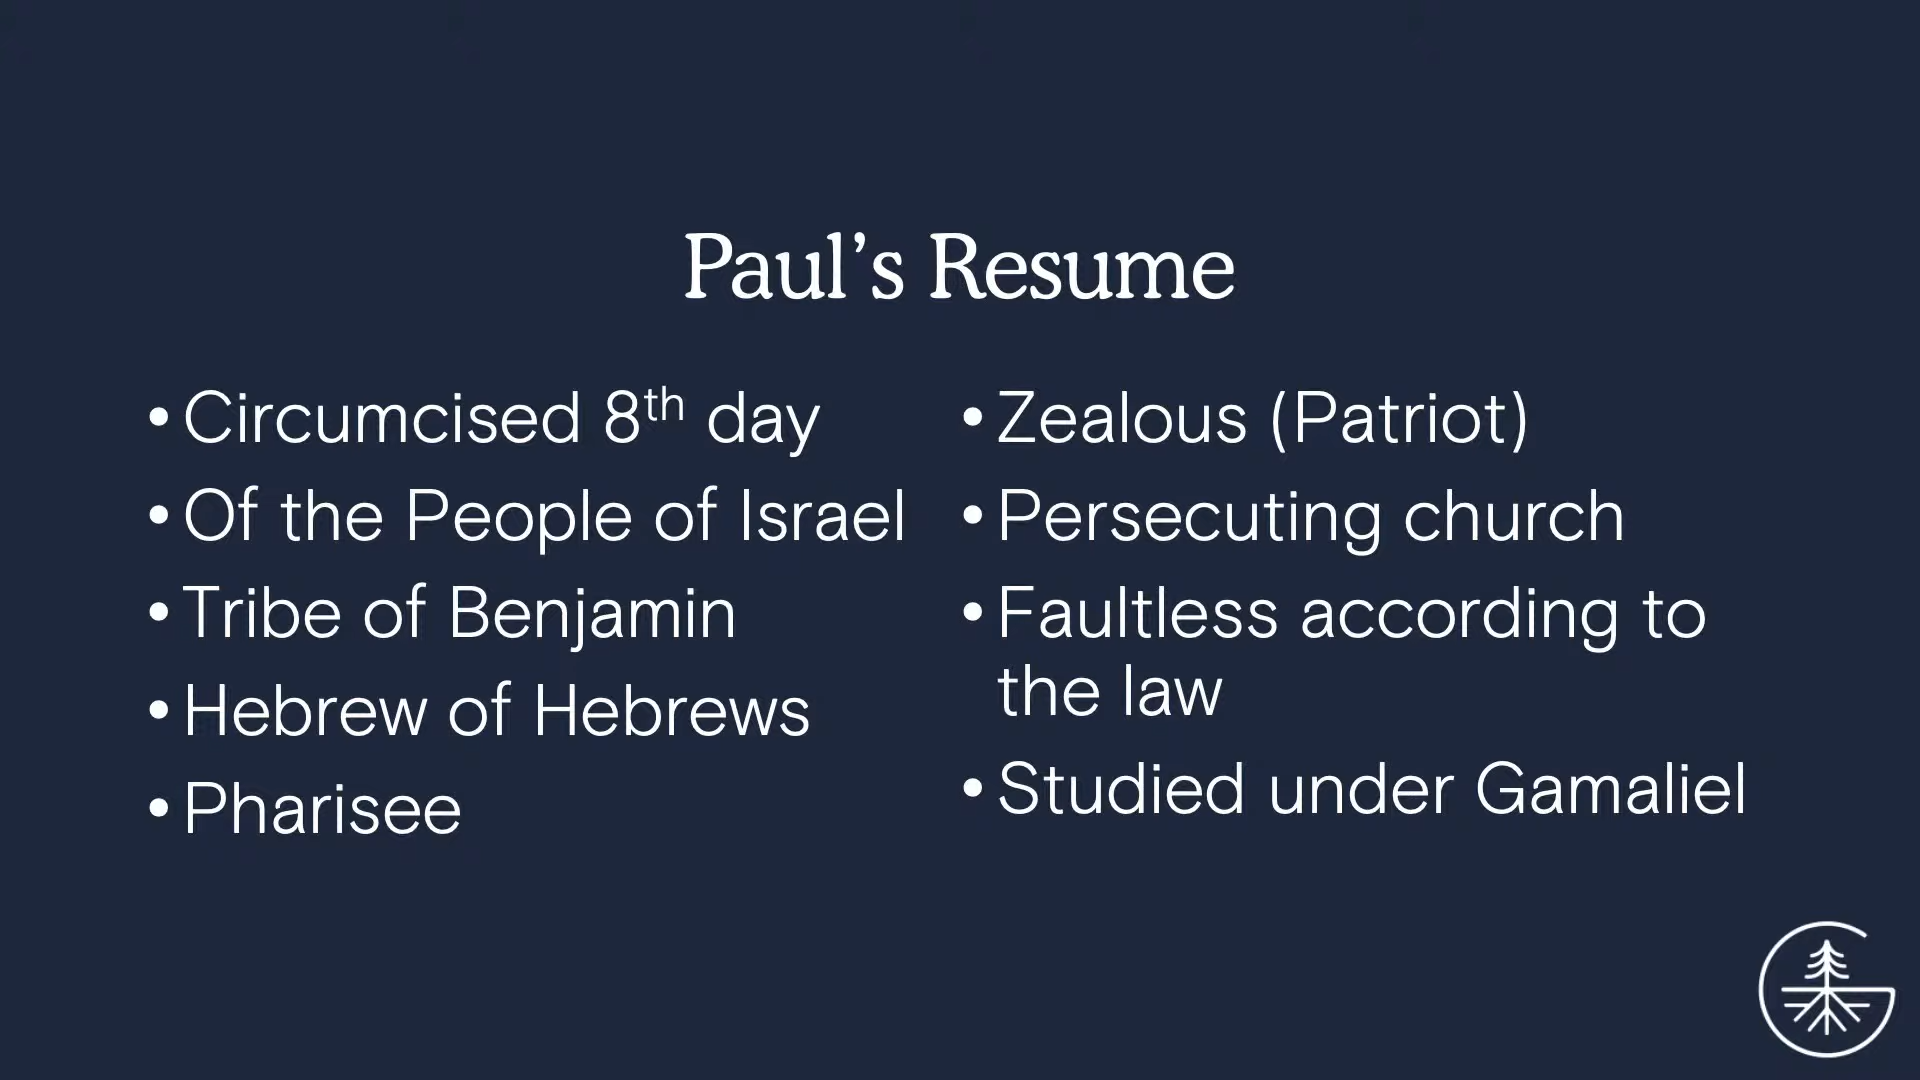 Paul’s Resume
• Circumcised 8th day
• Of the People of Israel
• Tribe of Benjamin
• Hebrew of Hebrews
• Pharisee
• Zealous (Patriot)
• Persecuting church
• Faultless according to
the law
• Studied under Gamaliel